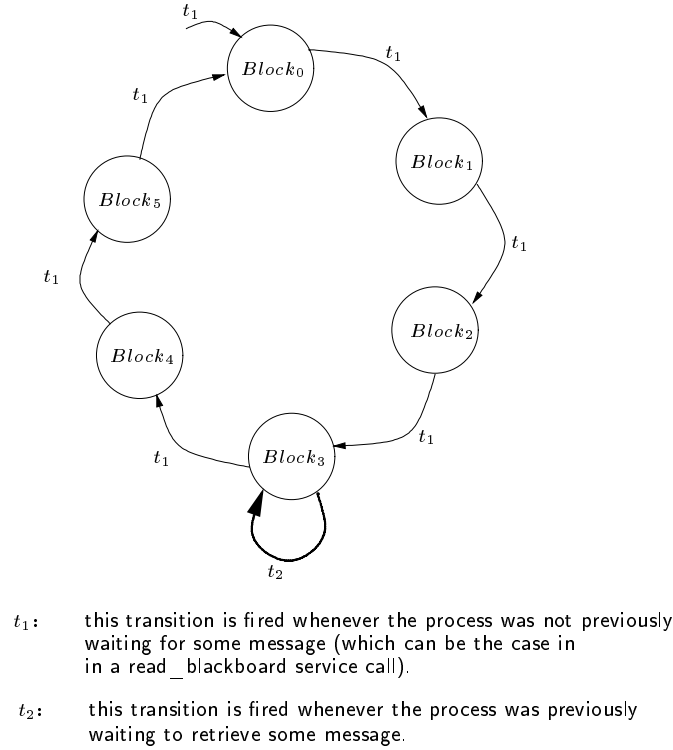 t₁
t₁
Block₀
t₁
Block₁
Block₅
t₁
t₁
Block₂
Block₄
t₁
t₁
Block₃
t₂
t₁: this transition is fired whenever the process was not previously
waiting for some message (which can be the case in
in a read_blackboard service call).
t₂: this transition is fired whenever the process was previously
waiting to retrieve some message.